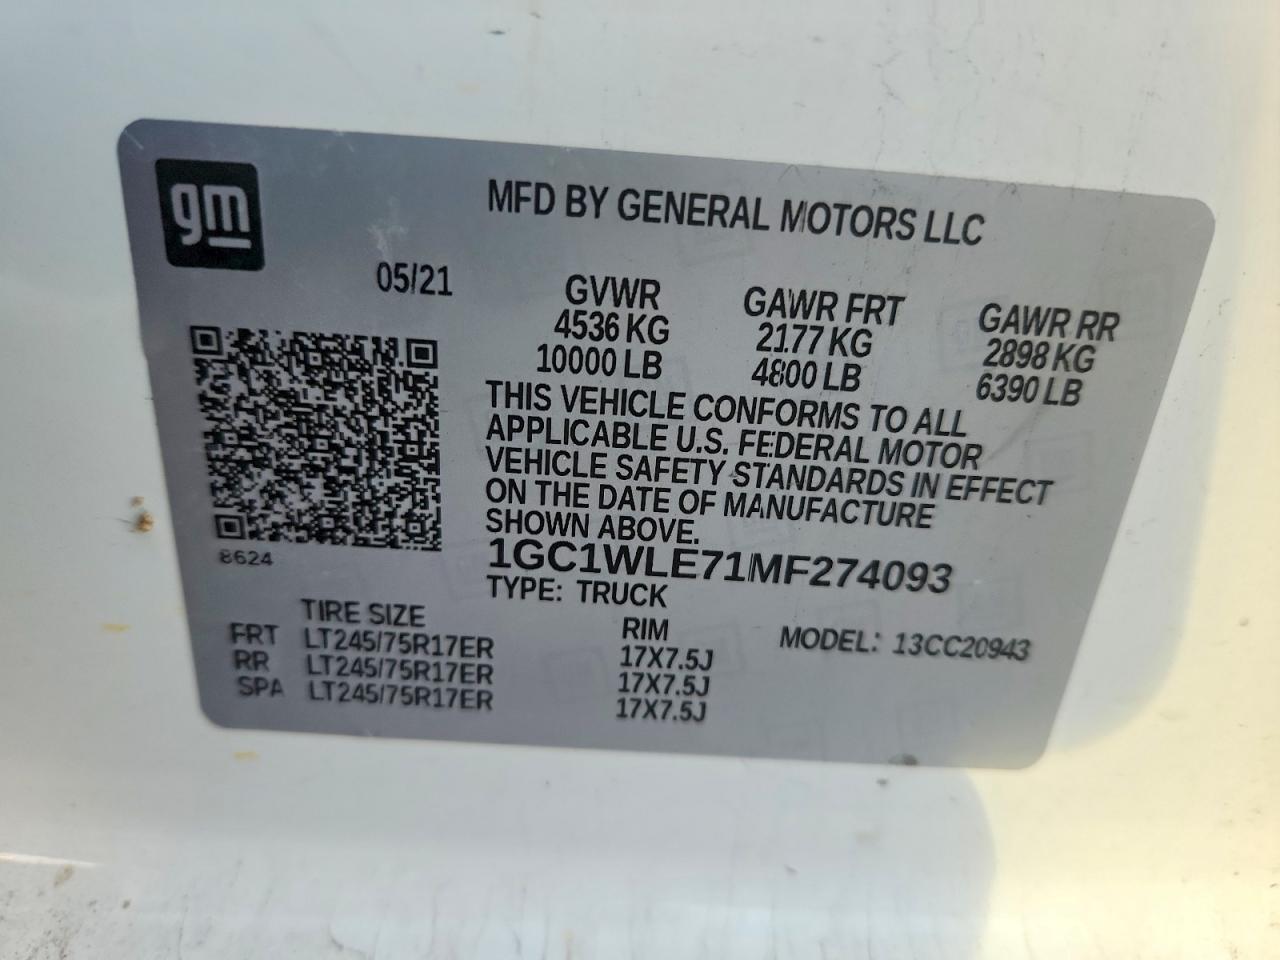 gm
MFD BY GENERAL MOTORS LLC
05/21
GVWR GAWR FRT GAWR RR
4536 KG 2177 KG 2898 KG
10000 LB 4800 LB 6390 LB
THIS VEHICLE CONFORMS TO ALL
APPLICABLE U.S. FEDERAL MOTOR
VEHICLE SAFETY STANDARDS IN EFFECT
ON THE DATE OF MANUFACTURE
SHOWN ABOVE.
8624
1GC1WLE71MF274093
TYPE: TRUCK
TIRE SIZE RIM MODEL: 13CC20943
FRT LT245/75R17ER 17X7.5J
RR LT245/75R17ER 17X7.5J
SPA LT245/75R17ER 17X7.5J